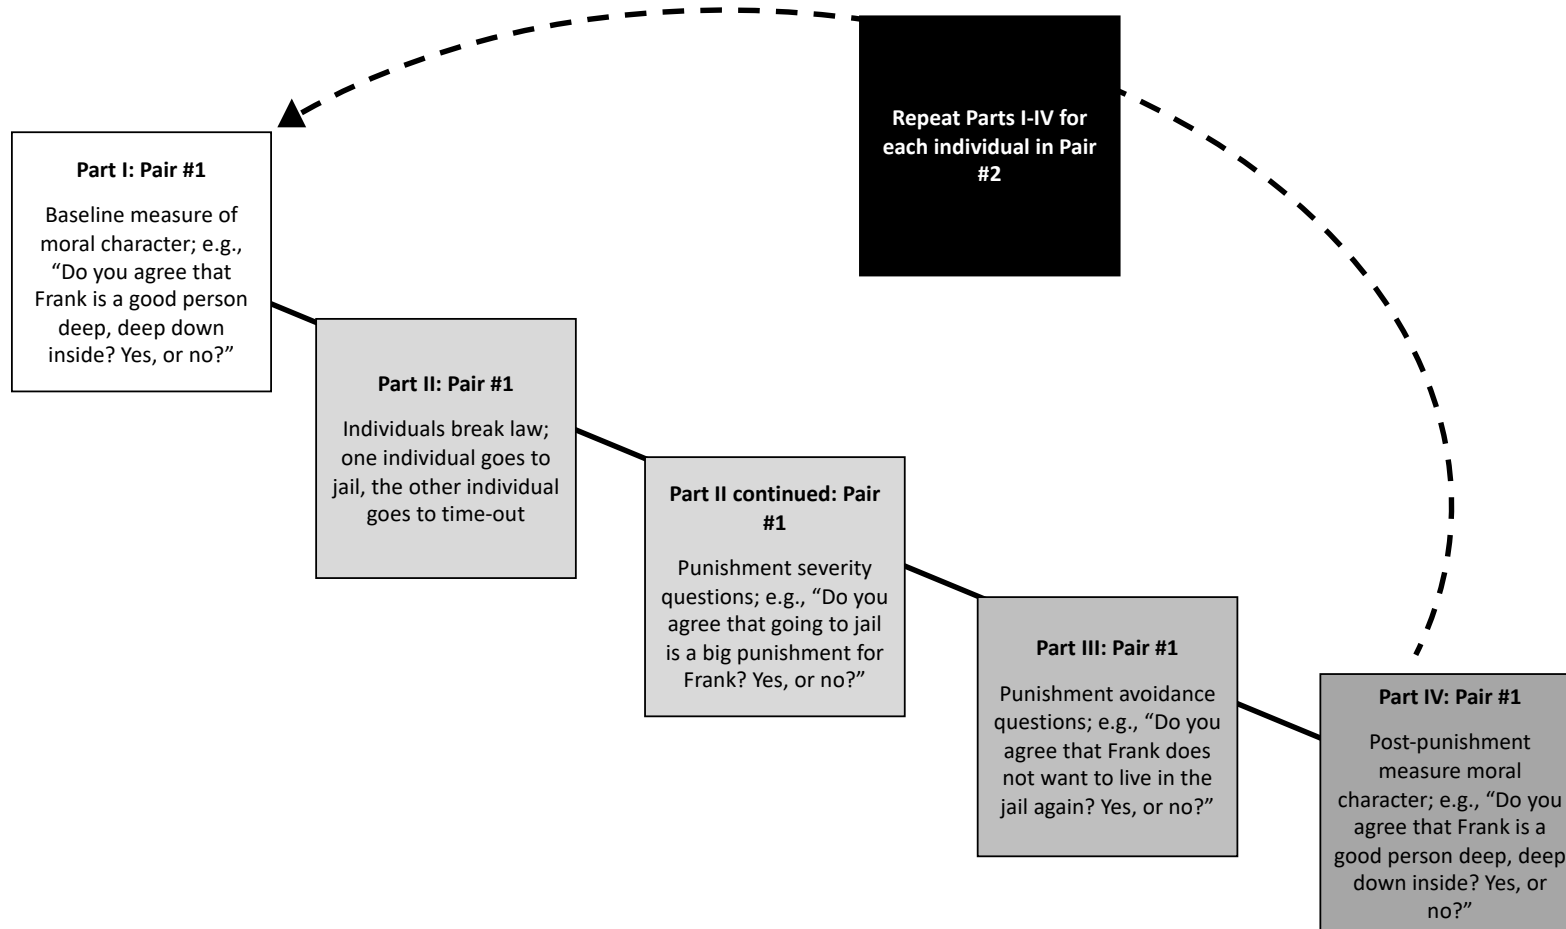 Repeat Parts I-IV for
each individual in Pair
#2
Part I: Pair #1
Baseline measure of
moral character; e.g.,
“Do you agree that
Frank is a good person
deep, deep down
inside? Yes, or no?”
Part II: Pair #1
Individuals break law;
one individual goes to
jail, the other individual
goes to time-out
Part II continued: Pair
#1
Punishment severity
questions; e.g., “Do you
agree that going to jail
is a big punishment for
Frank? Yes, or no?”
Part III: Pair #1
Punishment avoidance
questions; e.g., “Do you
agree that Frank does
not want to live in the
jail again? Yes, or no?”
Part IV: Pair #1
Post-punishment
measure moral
character; e.g., “Do you
agree that Frank is a
good person deep, deep
down inside? Yes, or
no?”